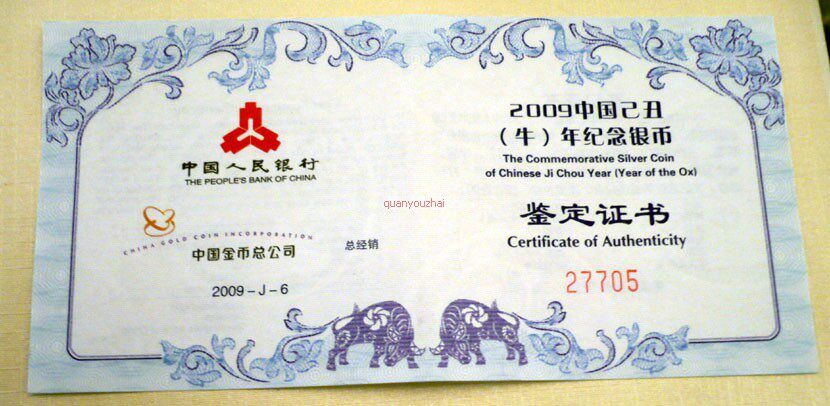 中国人民银行
THE PEOPLE'S BANK OF CHINA
CHINA GOLD COIN INCORPORATION
中国金币总公司
总经销
2009-J-6
quanyouzhai
2009中国己丑
（牛）年纪念银币
The Commemorative Silver Coin
of Chinese Ji Chou Year (Year of the Ox)
鉴定证书
Certificate of Authenticity
27705